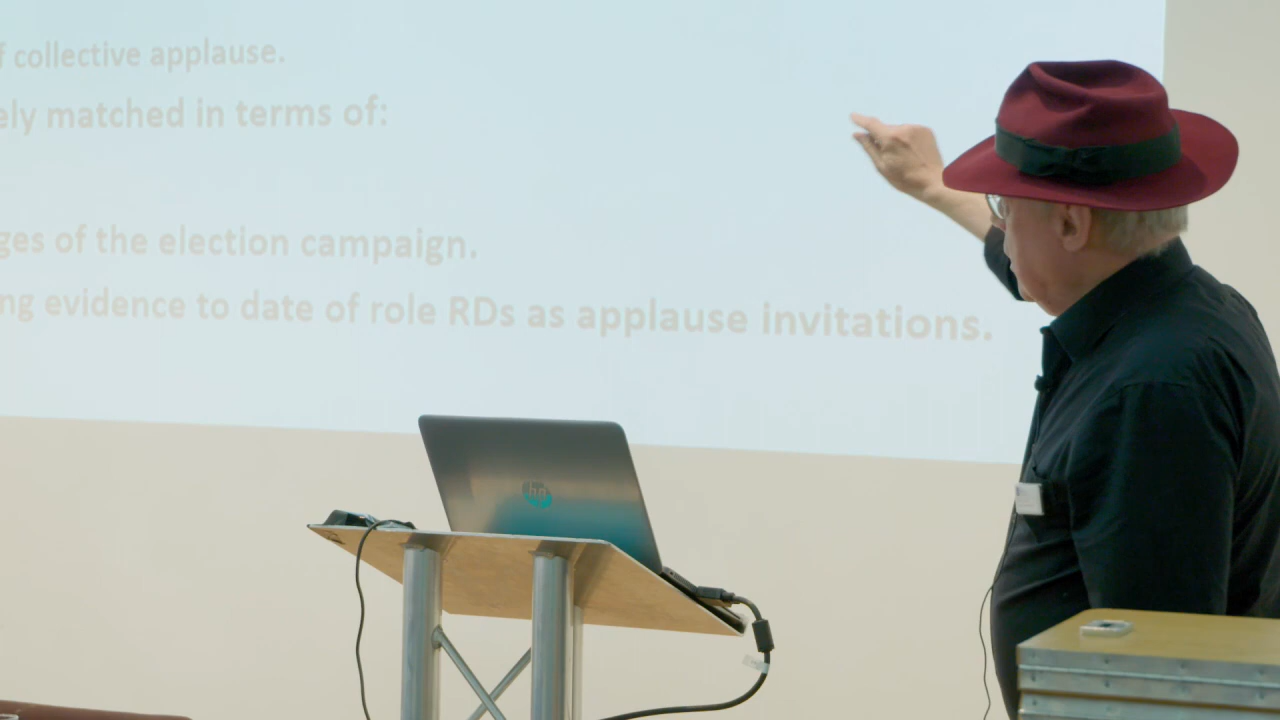 f collective applause.
ely matched in terms of:
ges of the election campaign.
ng evidence to date of role RDs as applause invitations.
hp